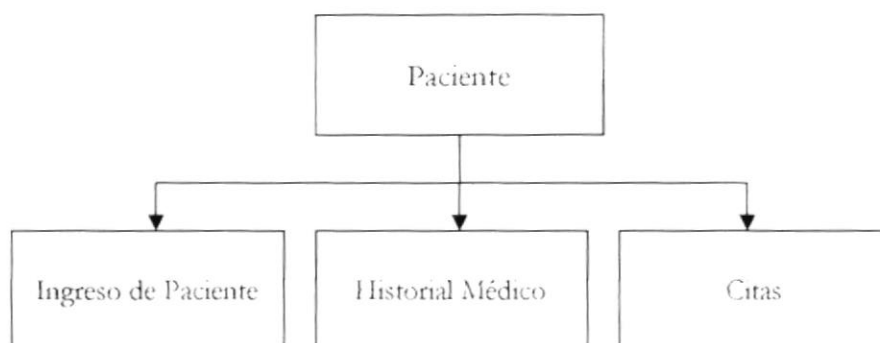 Paciente
Ingreso de Paciente
Historial Médico
Citas